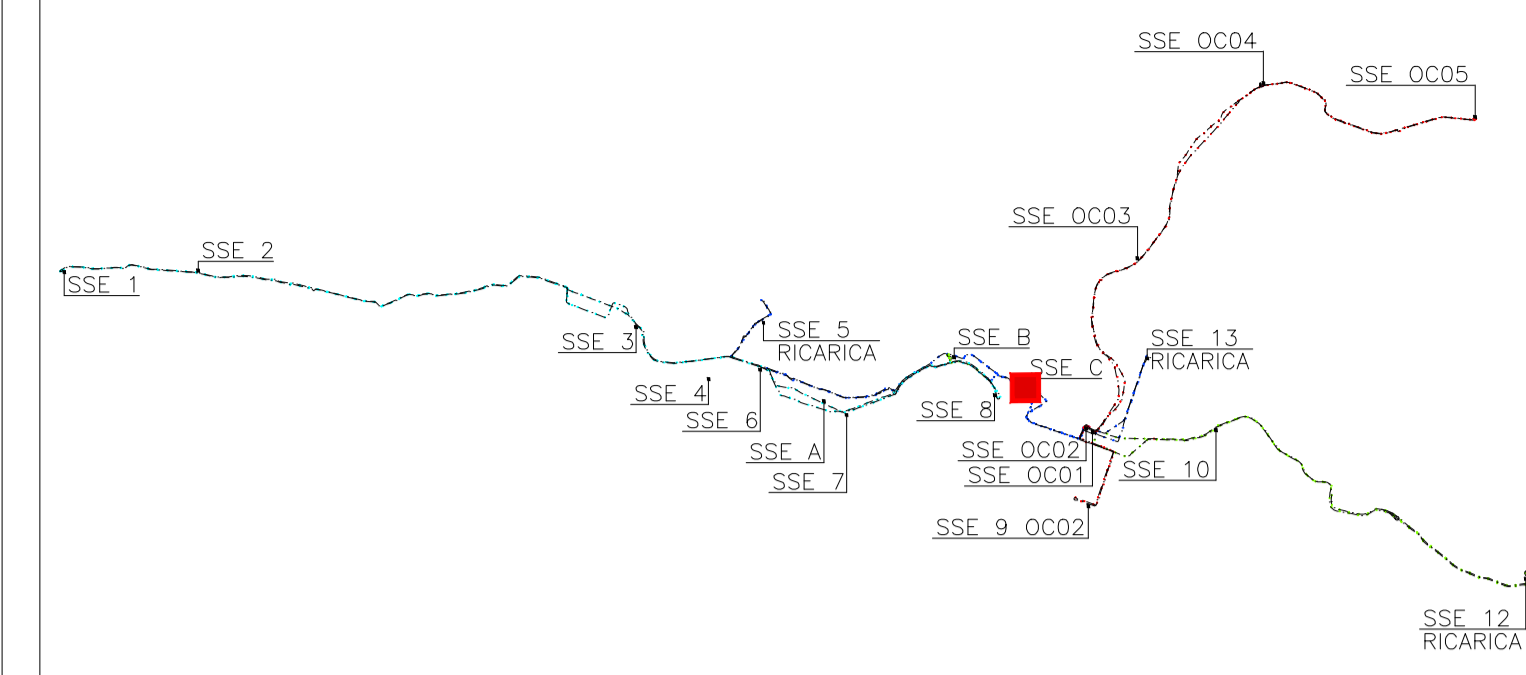 SSE OC04
SSE OC05
SSE OC03
SSE 2
SSE 1
SSE 3
SSE 5
RICARICA
SSE B
SSE 13
RICARICA
SSE C
SSE 4
SSE 6
SSE 8
SSE A
SSE 7
SSE OC02
SSE OC01
SSE 10
SSE 9 OC02
SSE 12
RICARICA